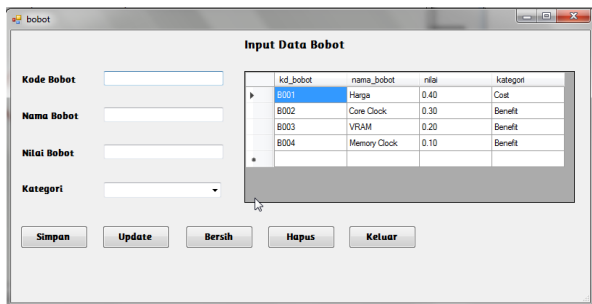 bobot
Input Data Bobot
Kode Bobot
Nama Bobot
Nilai Bobot
Kategori
kd_bobot nama_bobot nilai kategori
B001 Harga 0.40 Cost
B002 Core Clock 0.30 Benefit
B003 VRAM 0.20 Benefit
B004 Memory Clock 0.10 Benefit
Simpan Update Bersih Hapus Keluar